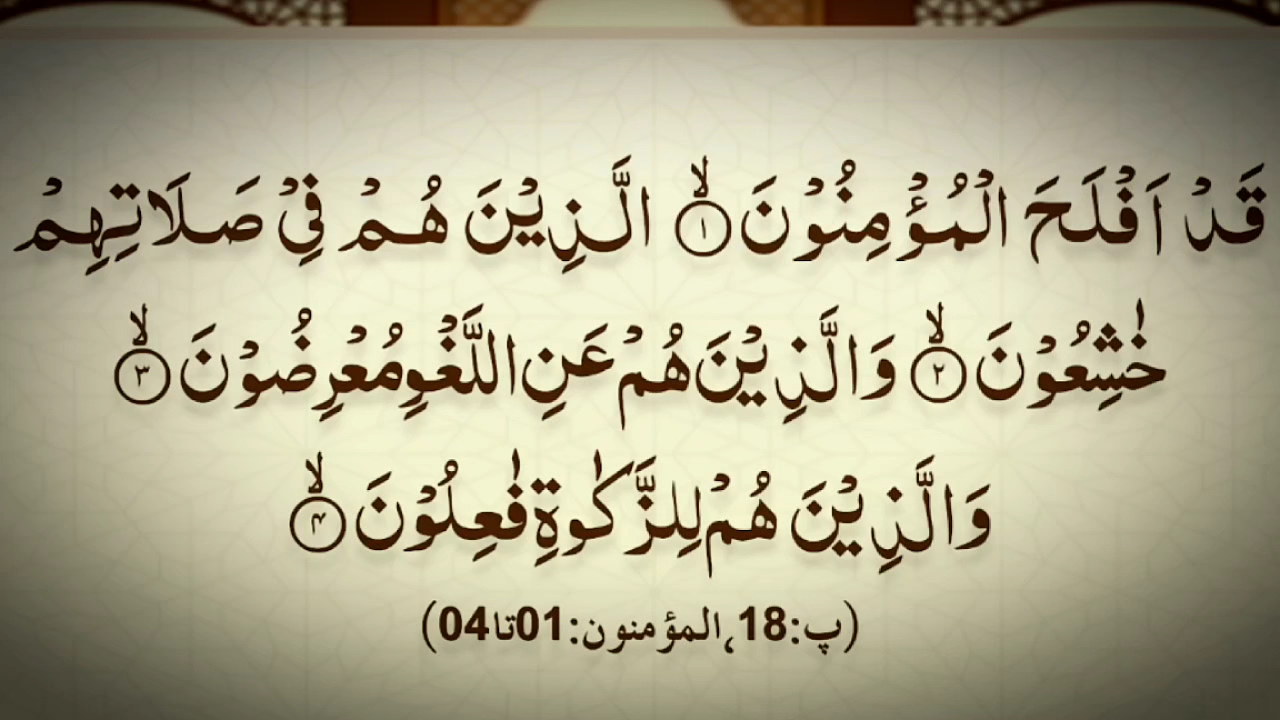 قَدْ اَفْلَحَ الْمُؤْمِنُوْنَۙ۝۱ الَّذِیْنَ هُمْ فِیْ صَلَاتِهِمْ
خٰشِعُوْنَۙ۝۲ وَالَّذِیْنَ هُمْ عَنِ اللَّغْوِ مُعْرِضُوْنَۙ۝۳
وَالَّذِیْنَ هُمْ لِلزَّكٰوةِ فٰعِلُوْنَۙ۝۴
(پ:18،المؤمنون:01تا04)